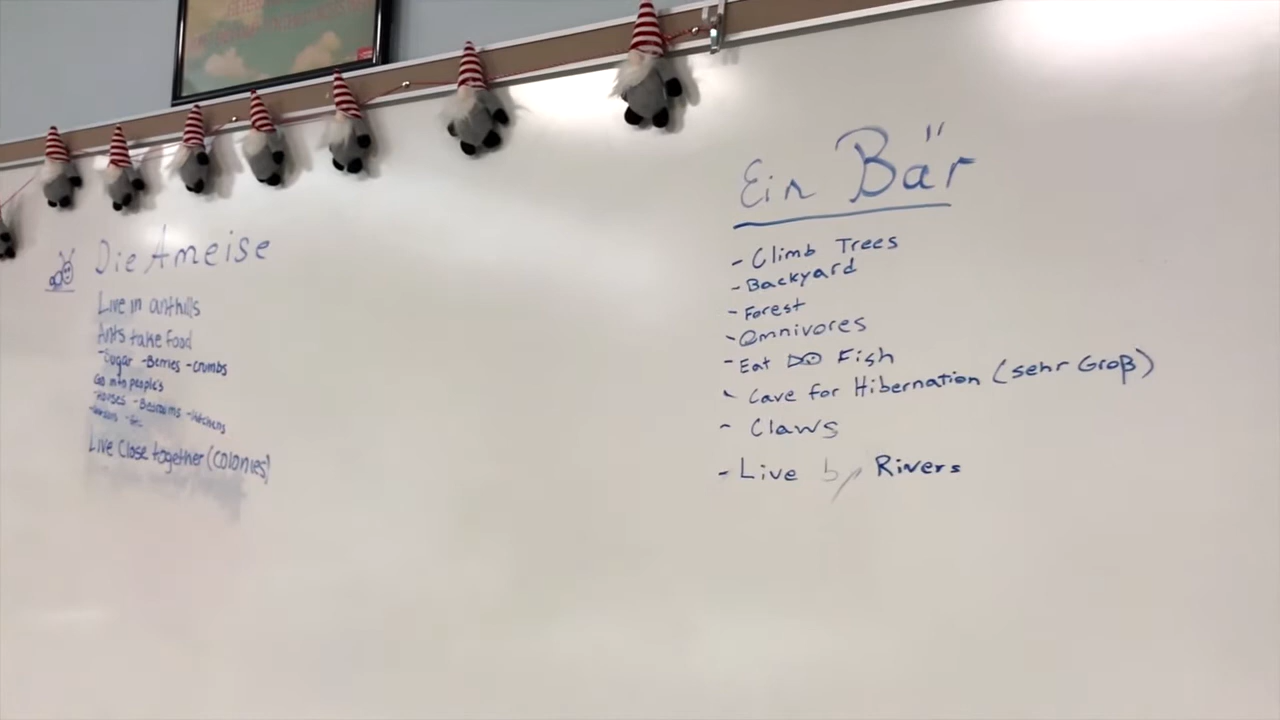 Die Ameise
Live in anthills
Ants take food
-Sugar -Berries -crumbs
Go into people's
-Houses -Bedrooms -Kitchens
Live Close together (colonies)
Ein Bär
- Climb Trees
- Backyard
- Forest
- Omnivores
- Eat Fish
- Cave for Hibernation (sehr Groß)
- Claws
- Live by Rivers